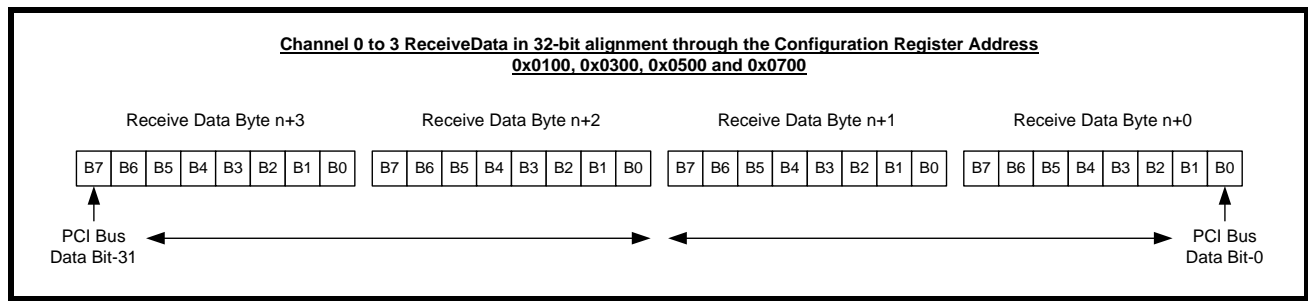 Channel 0 to 3 ReceiveData in 32-bit alignment through the Configuration Register Address
0x0100, 0x0300, 0x0500 and 0x0700
Receive Data Byte n+3 Receive Data Byte n+2 Receive Data Byte n+1 Receive Data Byte n+0
B7 B6 B5 B4 B3 B2 B1 B0 B7 B6 B5 B4 B3 B2 B1 B0 B7 B6 B5 B4 B3 B2 B1 B0 B7 B6 B5 B4 B3 B2 B1 B0
PCI Bus PCI Bus
Data Bit-31 Data Bit-0